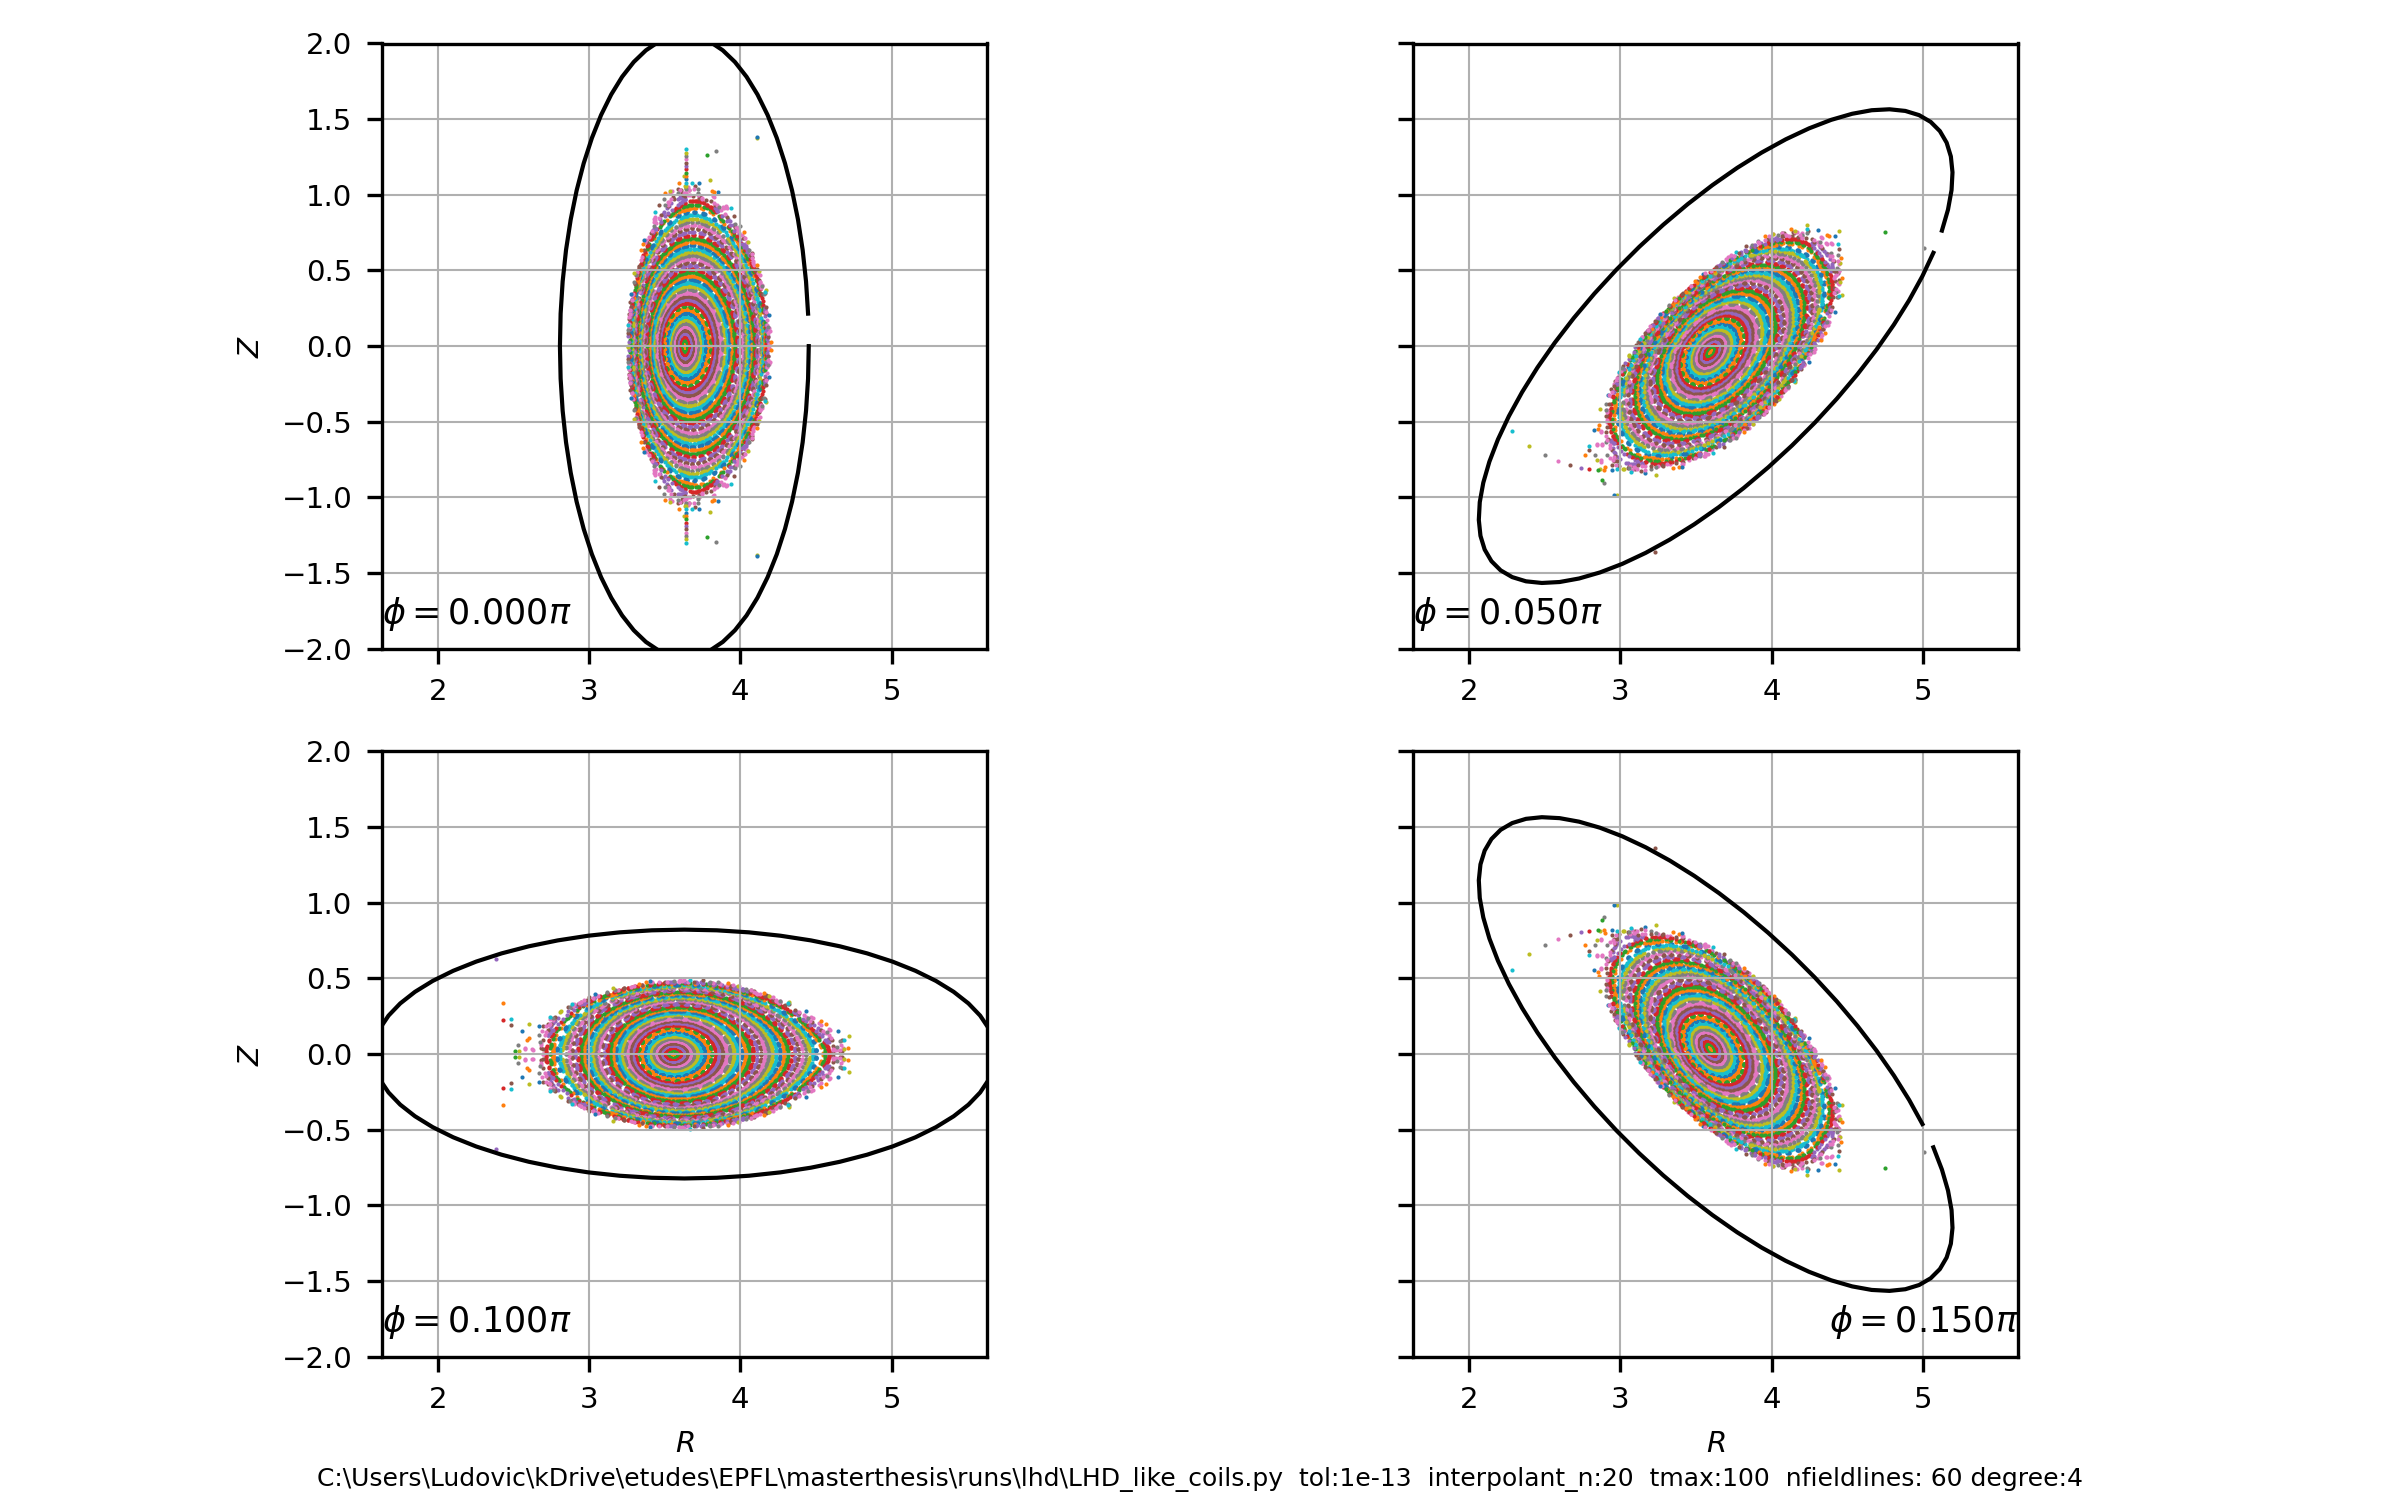 2.0
1.5
1.0
0.5
0.0
−0.5
−1.0
−1.5
−2.0
Z
ϕ = 0.000π
2 3 4 5
ϕ = 0.050π
2 3 4 5
2.0
1.5
1.0
0.5
0.0
−0.5
−1.0
−1.5
−2.0
Z
ϕ = 0.100π
2 3 4 5
R
ϕ = 0.150π
2 3 4 5
R
C:\Users\Ludovic\kDrive\etudes\EPFL\masterthesis\runs\lhd\LHD_like_coils.py tol:1e-13 interpolant_n:20 tmax:100 nfieldlines: 60 degree:4